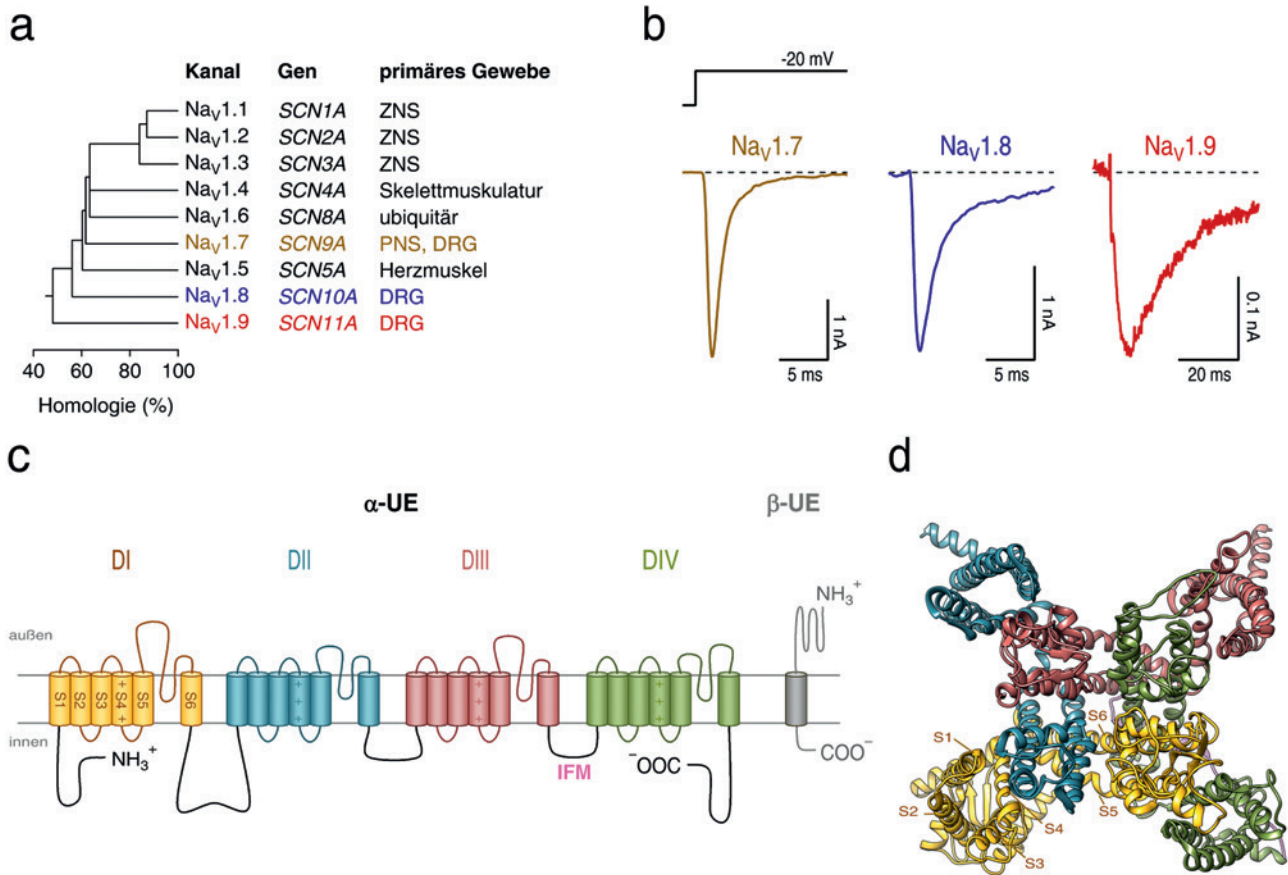 a
Kanal Gen primäres Gewebe
NaV1.1 SCN1A ZNS
NaV1.2 SCN2A ZNS
NaV1.3 SCN3A ZNS
NaV1.4 SCN4A Skelettmuskulatur
NaV1.6 SCN8A ubiquitär
NaV1.7 SCN9A PNS, DRG
NaV1.5 SCN5A Herzmuskel
NaV1.8 SCN10A DRG
NaV1.9 SCN11A DRG
40 60 80 100
Homologie (%)
b
-20 mV
NaV1.7 NaV1.8 NaV1.9
1 nA 1 nA 0.1 nA
5 ms 5 ms 20 ms
c
α-UE β-UE
DI DII DIII DIV
NH3+
außen
S1 S2 S3 +S4+ S5 S6 + + + + + + + + +
innen
NH3+ IFM -OOC COO-
d
S6
S1
S2
S5
S4
S3